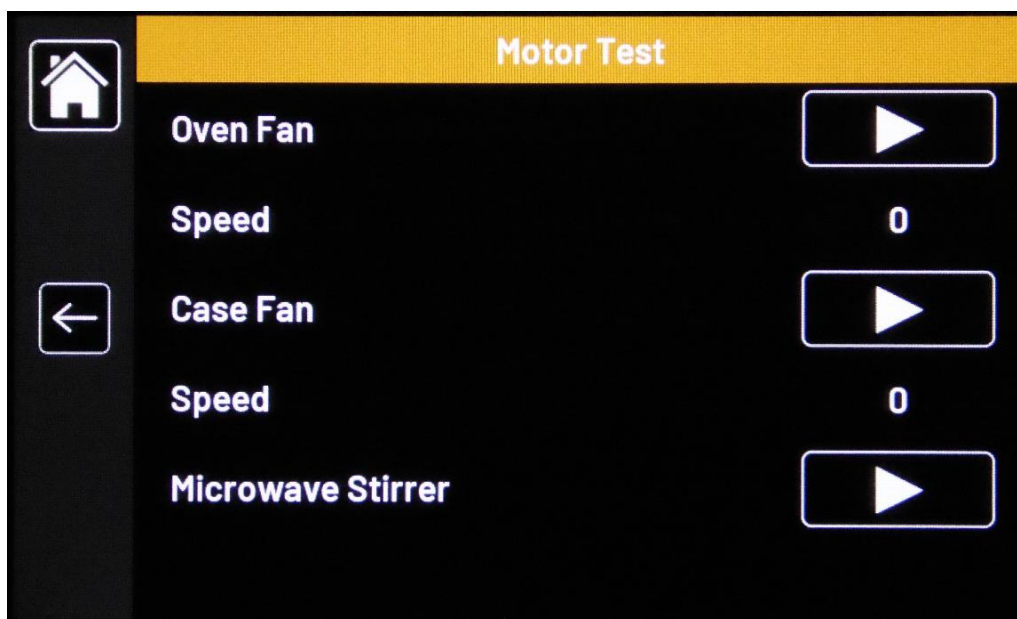 Motor Test
Oven Fan
Speed 0
Case Fan
Speed 0
Microwave Stirrer